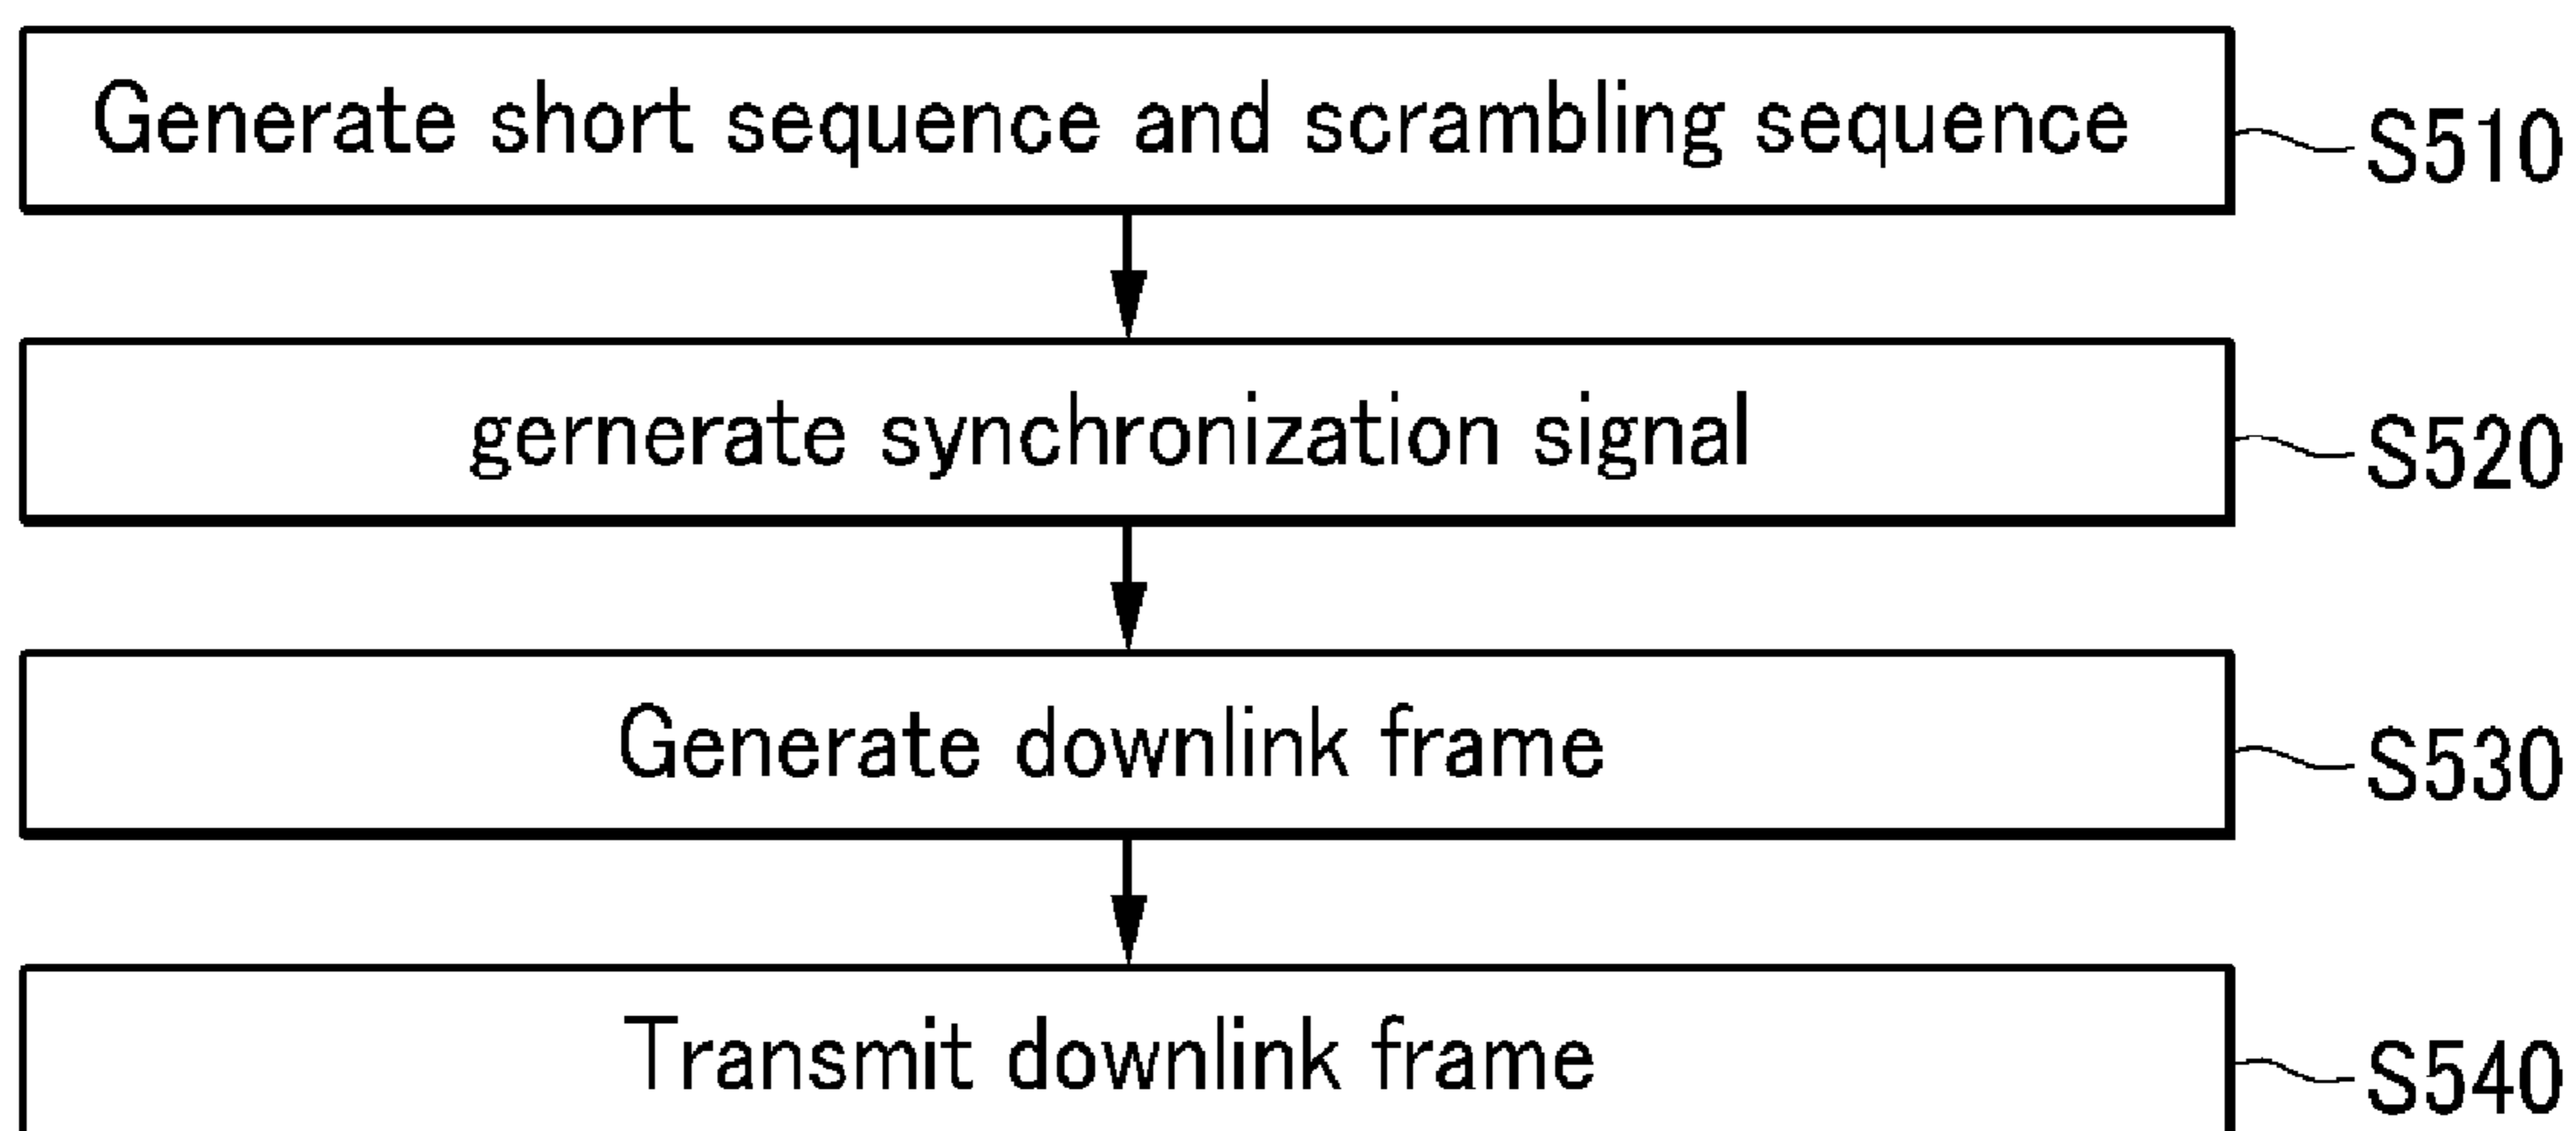 Generate short sequence and scrambling sequence
S510
gernerate synchronization signal
S520
Generate downlink frame
S530
Transmit downlink frame
S540